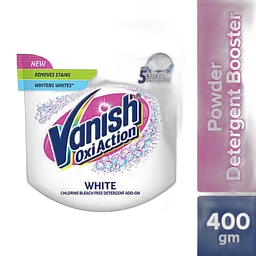 NEW
REMOVES STAINS
WHITENS WHITES*
5 SHADES
Vanish
OxiAction
WHITE
CHLORINE BLEACH FREE DETERGENT ADD-ON
Powder
Detergent Booster
400
gm